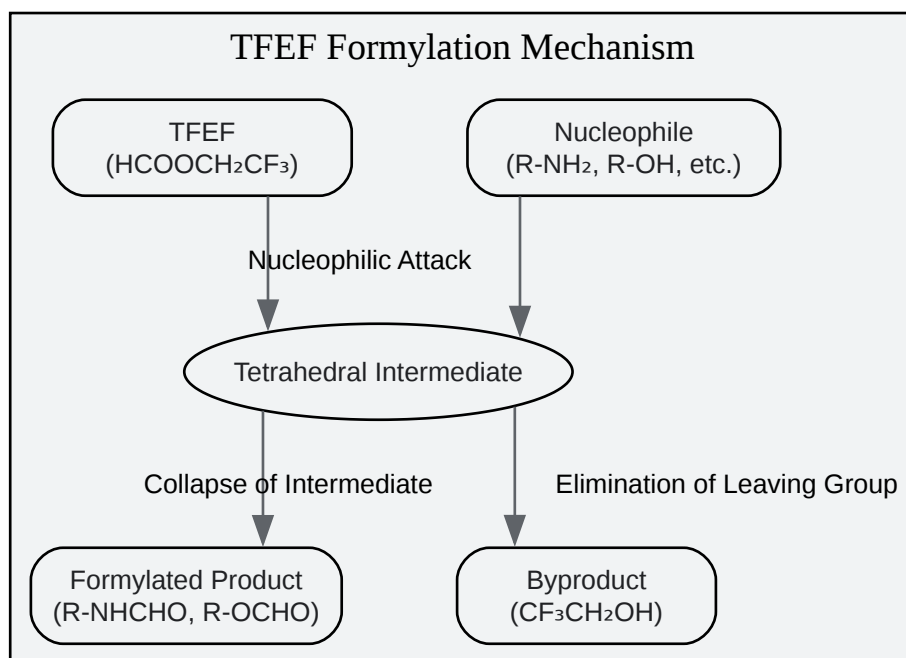 TFEF Formylation Mechanism
TFEF
(HCOOCH₂CF₃)
Nucleophile
(R-NH₂, R-OH, etc.)
Nucleophilic Attack
Tetrahedral Intermediate
Collapse of Intermediate
Elimination of Leaving Group
Formylated Product
(R-NHCHO, R-OCHO)
Byproduct
(CF₃CH₂OH)